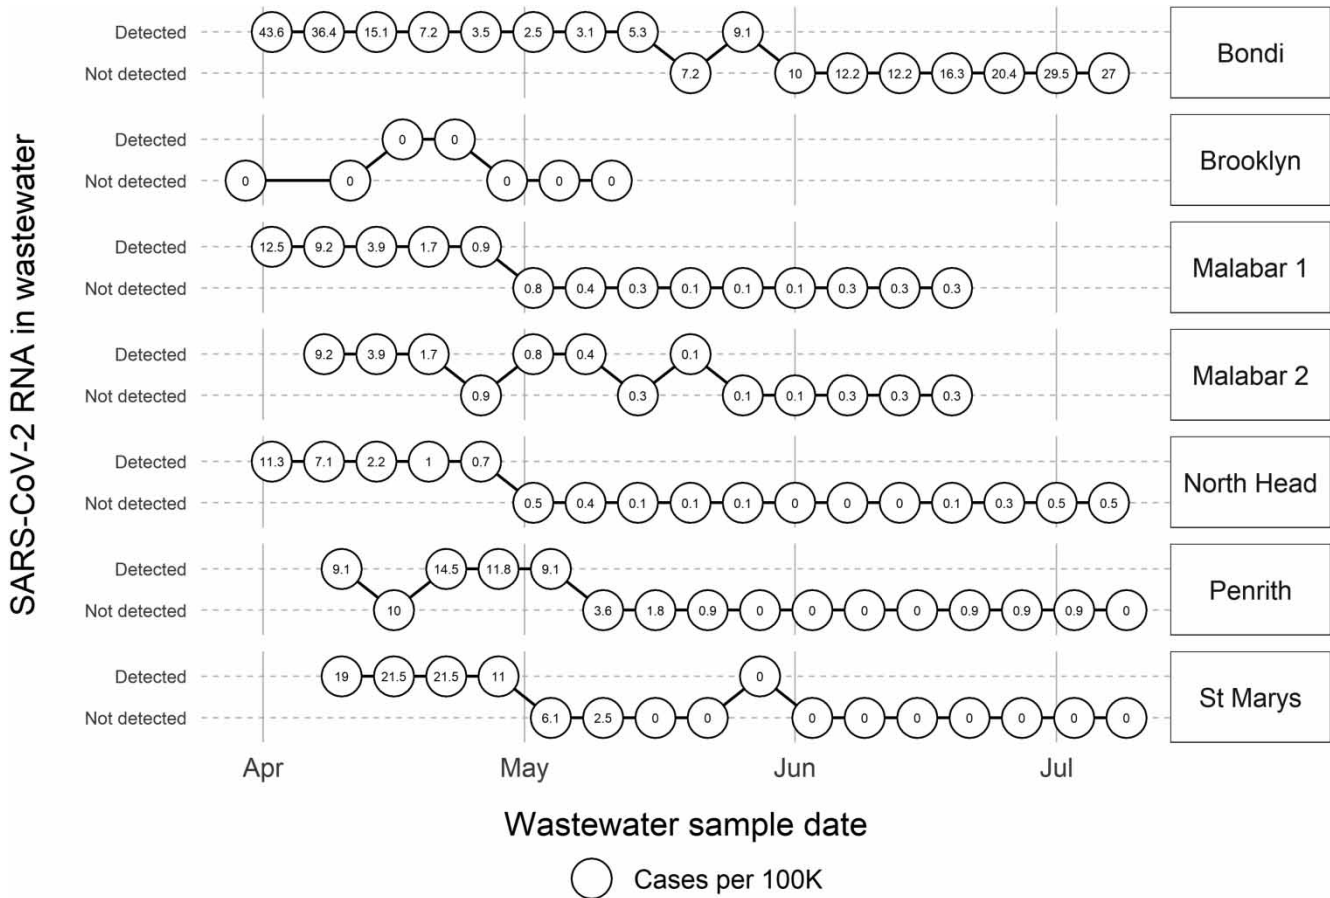 SARS-CoV-2 RNA in wastewater
Detected 43.6 36.4 15.1 7.2 3.5 2.5 3.1 5.3 9.1
Not detected 7.2 10 12.2 12.2 16.3 20.4 29.5 27
Bondi
Detected 0 0
Not detected 0 0 0 0 0
Brooklyn
Detected 12.5 9.2 3.9 1.7 0.9
Not detected 0.8 0.4 0.3 0.1 0.1 0.1 0.3 0.3 0.3
Malabar 1
Detected 9.2 3.9 1.7 0.8 0.4 0.1
Not detected 0.9 0.3 0.1 0.1 0.3 0.3 0.3
Malabar 2
Detected 11.3 7.1 2.2 1 0.7
Not detected 0.5 0.4 0.1 0.1 0.1 0 0 0 0.1 0.3 0.5 0.5
North Head
Detected 9.1 14.5 11.8 9.1
Not detected 10 3.6 1.8 0.9 0 0 0 0 0.9 0.9 0.9 0
Penrith
Detected 19 21.5 21.5 11 0
Not detected 6.1 2.5 0 0 0 0 0 0 0 0 0
St Marys
Apr May Jun Jul
Wastewater sample date
Cases per 100K